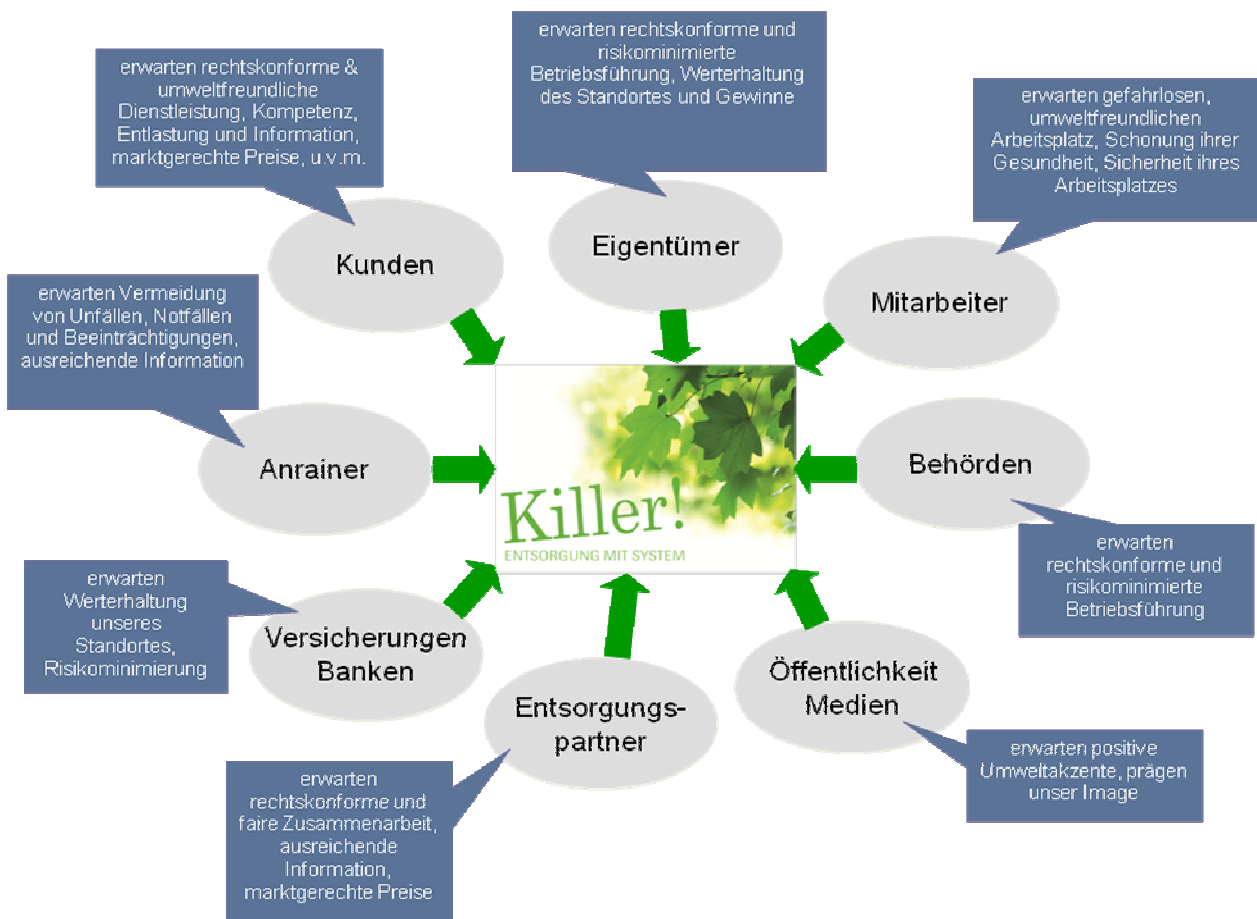 erwarten rechtskonforme &
umweltfreundliche
Dienstleistung, Kompetenz,
Entlastung und Information,
marktgerechte Preise, u.v.m.
erwarten rechtskonforme und
risikominimierte
Betriebsführung, Werterhaltung
des Standortes und Gewinne
erwarten gefahrlosen,
umweltfreundlichen
Arbeitsplatz, Schonung ihrer
Gesundheit, Sicherheit ihres
Arbeitsplatzes
Kunden
Eigentümer
Mitarbeiter
erwarten Vermeidung
von Unfällen, Notfällen
und Beeinträchtigungen,
ausreichende Information
Anrainer
Killer!
ENTSORGUNG MIT SYSTEM
Behörden
erwarten
rechtskonforme und
risikominimierte
Betriebsführung
erwarten
Werterhaltung
unseres
Standortes,
Risikominimierung
Versicherungen
Banken
Entsorgungs-
partner
Öffentlichkeit
Medien
erwarten
rechtskonforme und
faire Zusammenarbeit,
ausreichende
Information,
marktgerechte Preise
erwarten positive
Umweltakzente, prägen
unser Image